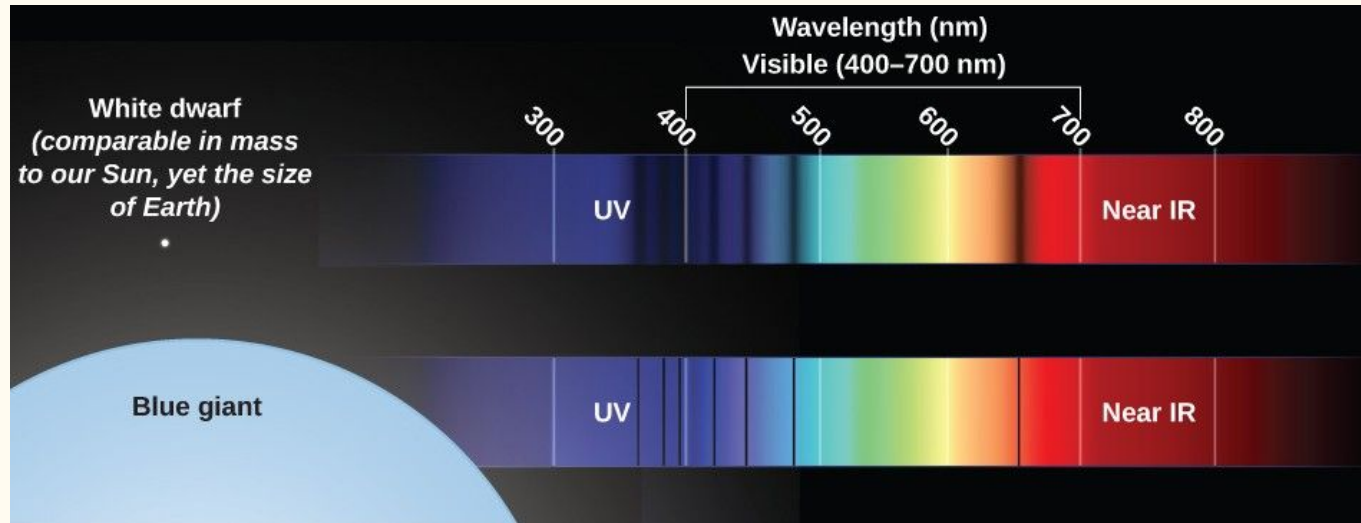 Wavelength (nm)
Visible (400–700 nm)
White dwarf
(comparable in mass
to our Sun, yet the size
of Earth)
300 400 500 600 700 800
UV Near IR
Blue giant
UV Near IR